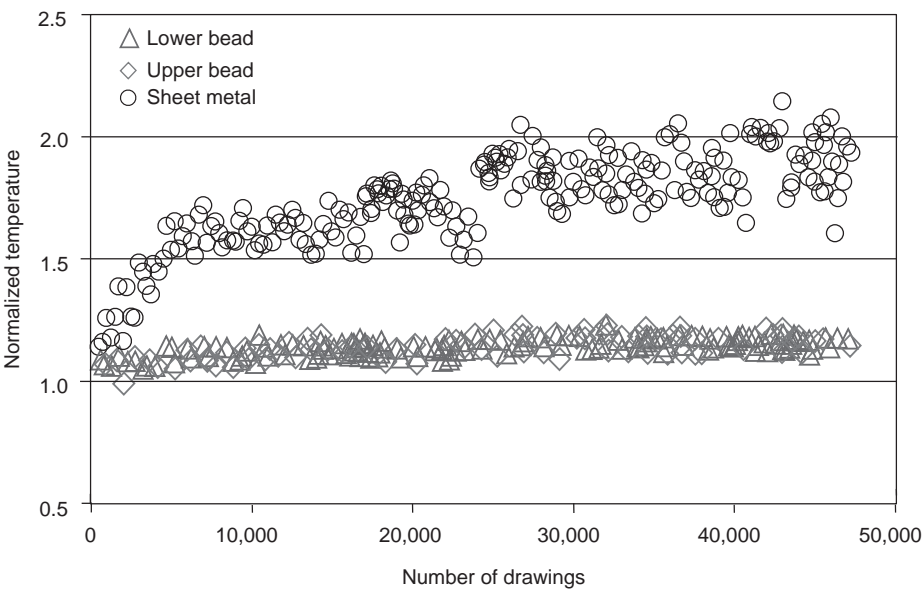 2.5
2.0
1.5
1.0
0.5
Normalized temperature
Lower bead
Upper bead
Sheet metal
0 10,000 20,000 30,000 40,000 50,000
Number of drawings